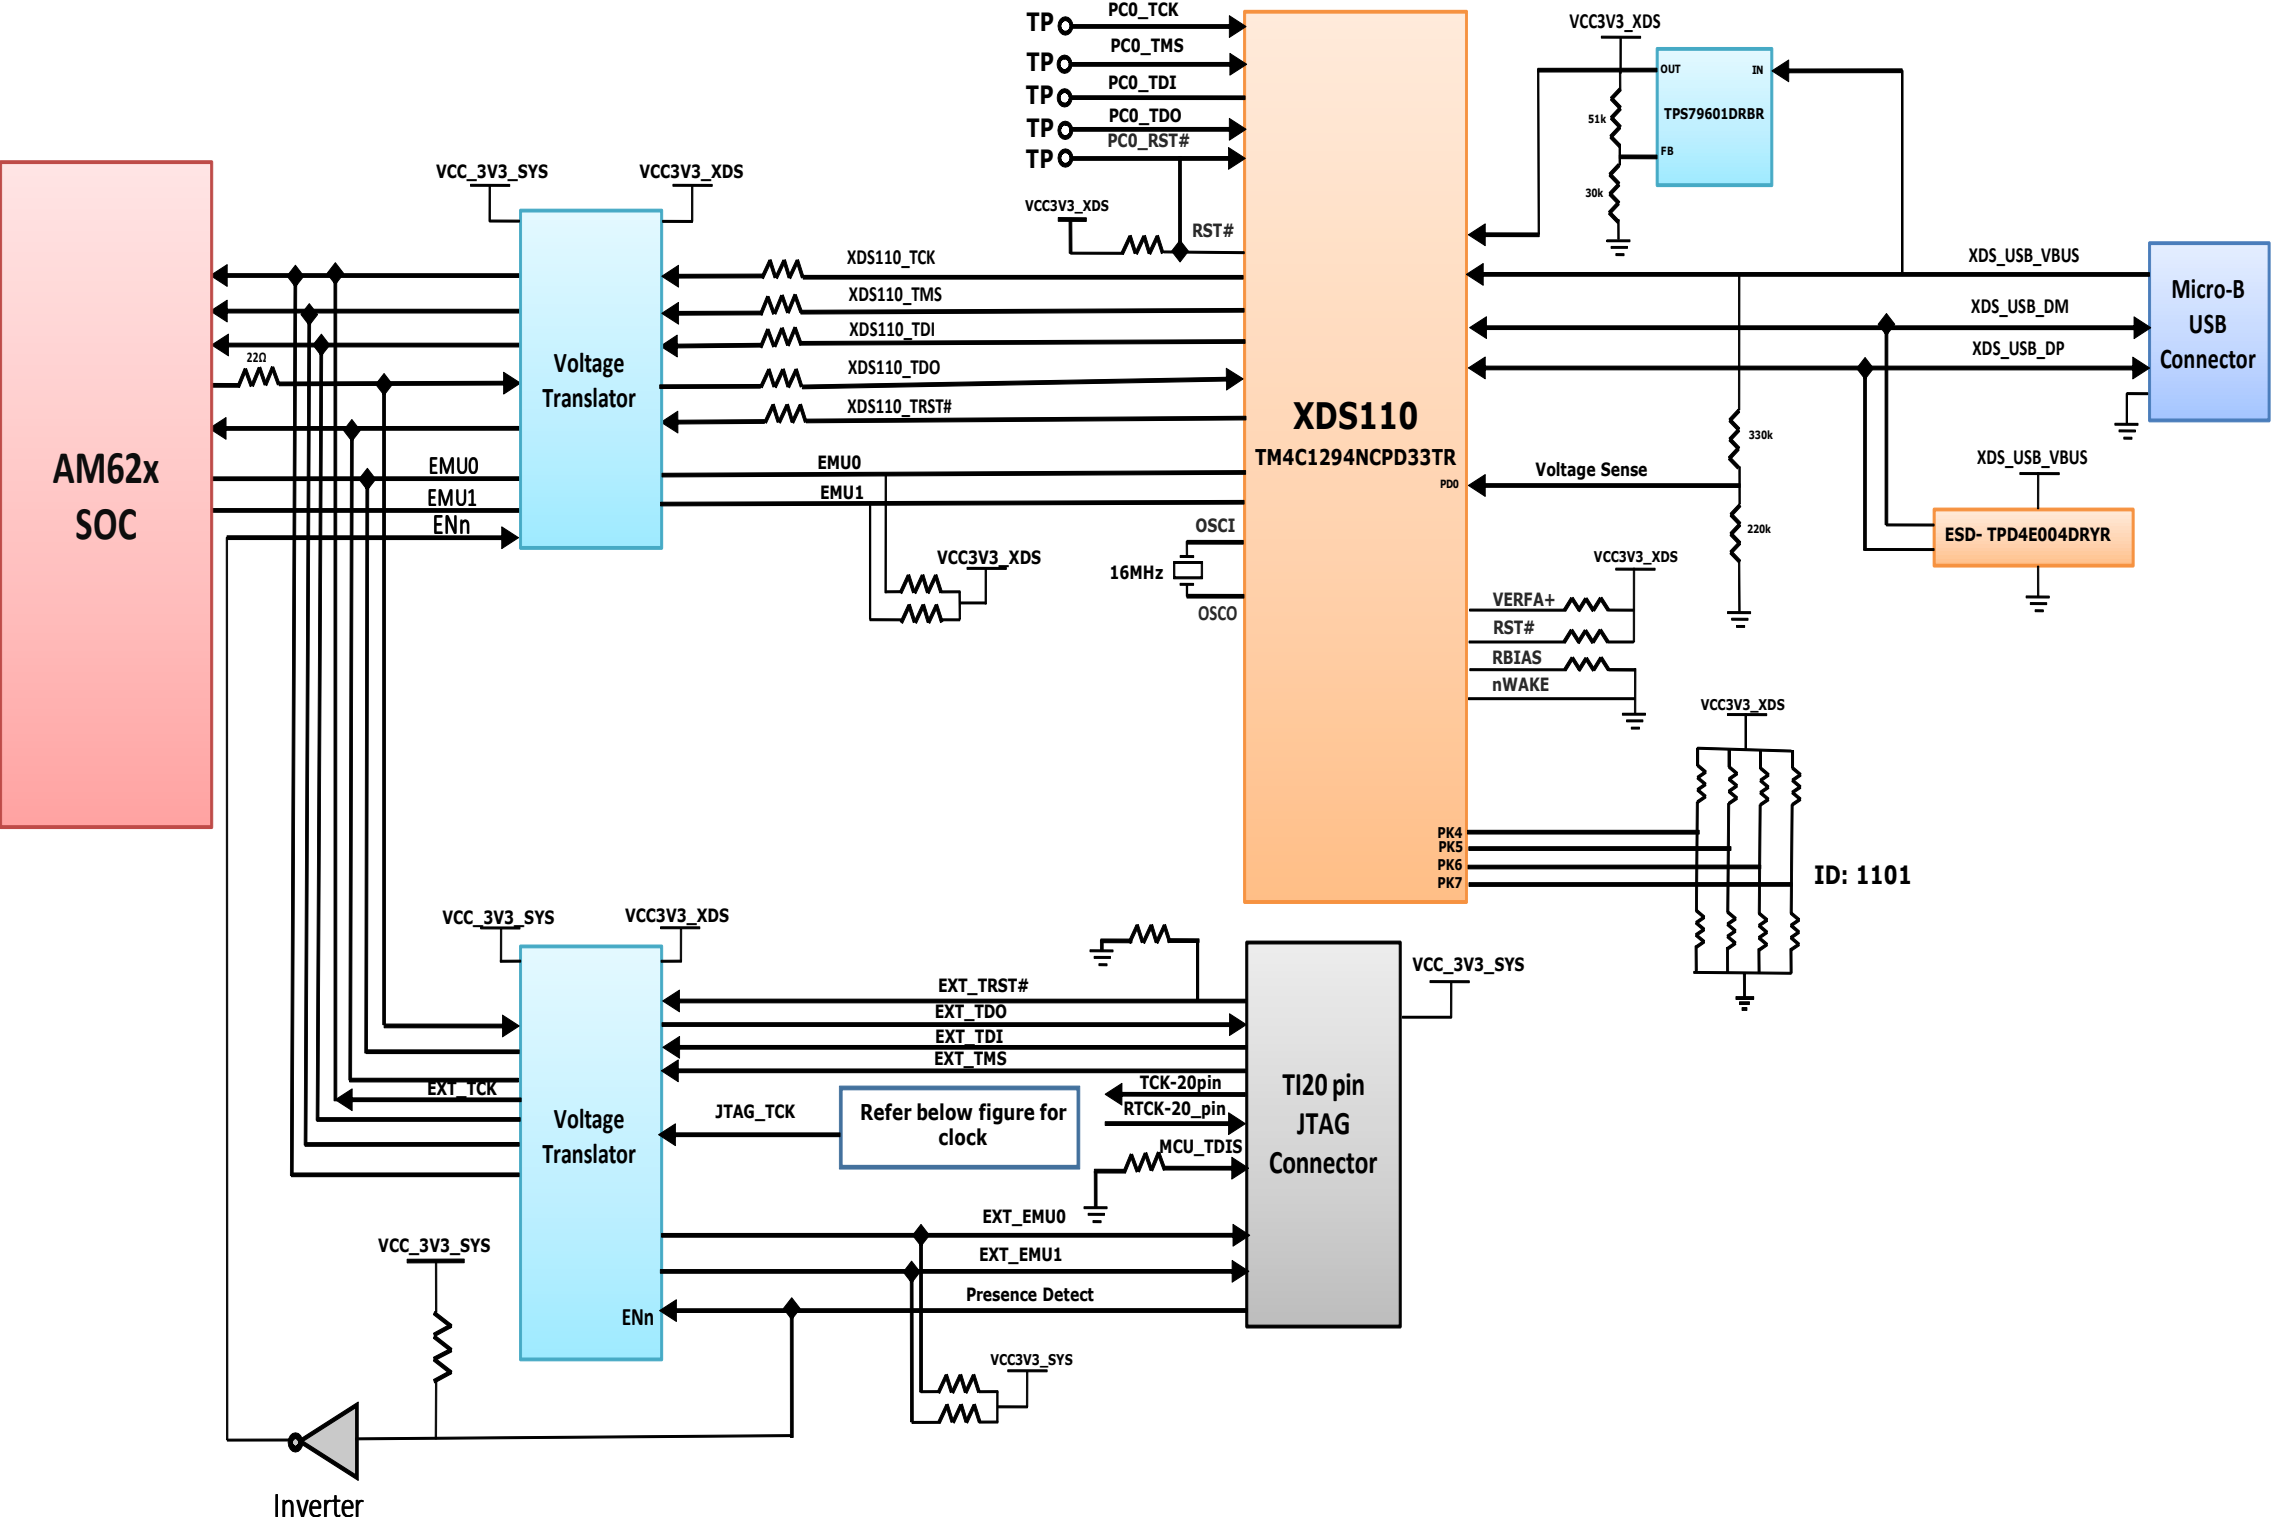 TP PC0_TCK
TP PC0_TMS
TP PC0_TDI
TP PC0_TDO
TP PC0_RST#
VCC3V3_XDS
RST#
VCC3V3_XDS
OUT IN
TPS79601DRBR
FB
51k
30k
VCC_3V3_SYS VCC3V3_XDS
AM62x
SOC
22Ω
Voltage
Translator
EMU0
EMU1
ENn
XDS110_TCK
XDS110_TMS
XDS110_TDI
XDS110_TDO
XDS110_TRST#
EMU0
EMU1
VCC3V3_XDS
OSCI
16MHz
OSCO
XDS110
TM4C1294NCPD33TR
PD0
Voltage Sense
XDS_USB_VBUS
XDS_USB_DM
XDS_USB_DP
Micro-B
USB
Connector
330k
220k
XDS_USB_VBUS
ESD- TPD4E004DRYR
VCC3V3_XDS
VERFA+
RST#
RBIAS
nWAKE
VCC3V3_XDS
PK4
PK5
PK6
PK7
ID: 1101
VCC_3V3_SYS VCC3V3_XDS
EXT_TCK
Voltage
Translator
ENn
EXT_TRST#
EXT_TDO
EXT_TDI
EXT_TMS
TCK-20pin
RTCK-20_pin
MCU_TDIS
JTAG_TCK
Refer below figure for
clock
EXT_EMU0
EXT_EMU1
Presence Detect
VCC_3V3_SYS
TI20 pin
JTAG
Connector
VCC3V3_SYS
VCC_3V3_SYS
Inverter